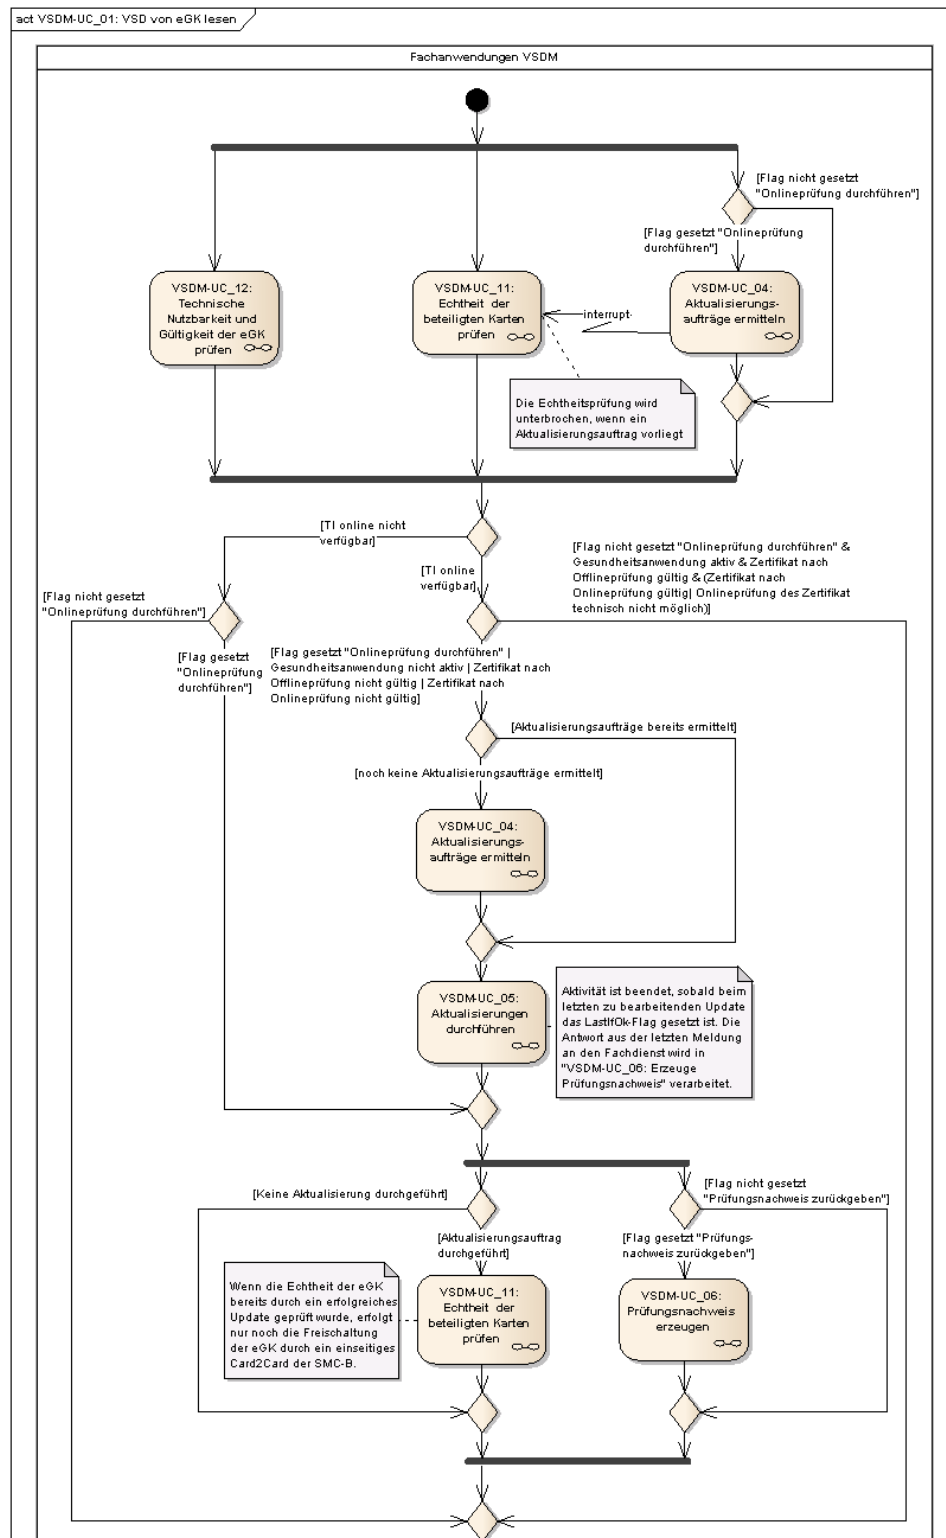 act VSDM-UC_01: VSD von eGK lesen
Fachanwendungen VSDM
[Flag nicht gesetzt
"Onlineprüfung durchführen"]
[Flag gesetzt "Onlineprüfung
durchführen"]
VSDM-UC_12:
Technische
Nutzbarkeit und
Gültigkeit der eGK
prüfen
VSDM-UC_11:
Echtheit der
beteiligten Karten
prüfen
interrupt
VSDM-UC_04:
Aktualisierungs-
aufträge ermitteln
Die Echtheitsprüfung wird
unterbrochen, wenn ein
Aktualisierungsauftrag vorliegt
[TI online nicht
verfügbar]
[TI online
verfügbar]
[Flag nicht gesetzt "Onlineprüfung durchführen" &
Gesundheitsanwendung aktiv & Zertifikat nach
Offlineprüfung gültig & (Zertifikat nach
Onlineprüfung gültig| Onlineprüfung des Zertifikat
technisch nicht möglich)]
[Flag nicht gesetzt
"Onlineprüfung durchführen"]
[Flag gesetzt
"Onlineprüfung
durchführen"]
[Flag gesetzt "Onlineprüfung durchführen" |
Gesundheitsanwendung nicht aktiv | Zertifikat nach
Offlineprüfung nicht gültig | Zertifikat nach
Onlineprüfung nicht gültig]
[Aktualisierungsaufträge bereits ermittelt]
[noch keine Aktualisierungsaufträge ermittelt]
VSDM-UC_04:
Aktualisierungs-
aufträge ermitteln
VSDM-UC_05:
Aktualisierungen
durchführen
Aktivität ist beendet, sobald beim
letzten zu bearbeitenden Update
das LastIfOk-Flag gesetzt ist. Die
Antwort aus der letzten Meldung
an den Fachdienst wird in
"VSDM-UC_06: Erzeuge
Prüfungsnachweis" verarbeitet.
[Keine Aktualisierung durchgeführt]
[Aktualisierungsauftrag
durchgeführt]
[Flag nicht gesetzt
"Prüfungsnachweis zurückgeben"]
[Flag gesetzt "Prüfungs-
nachweis zurückgeben"]
Wenn die Echtheit der eGK
bereits durch ein erfolgreiches
Update geprüft wurde, erfolgt
nur noch die Freischaltung
der eGK durch ein einseitiges
Card2Card der SMC-B.
VSDM-UC_11:
Echtheit der
beteiligten Karten
prüfen
VSDM-UC_06:
Prüfungsnachweis
erzeugen